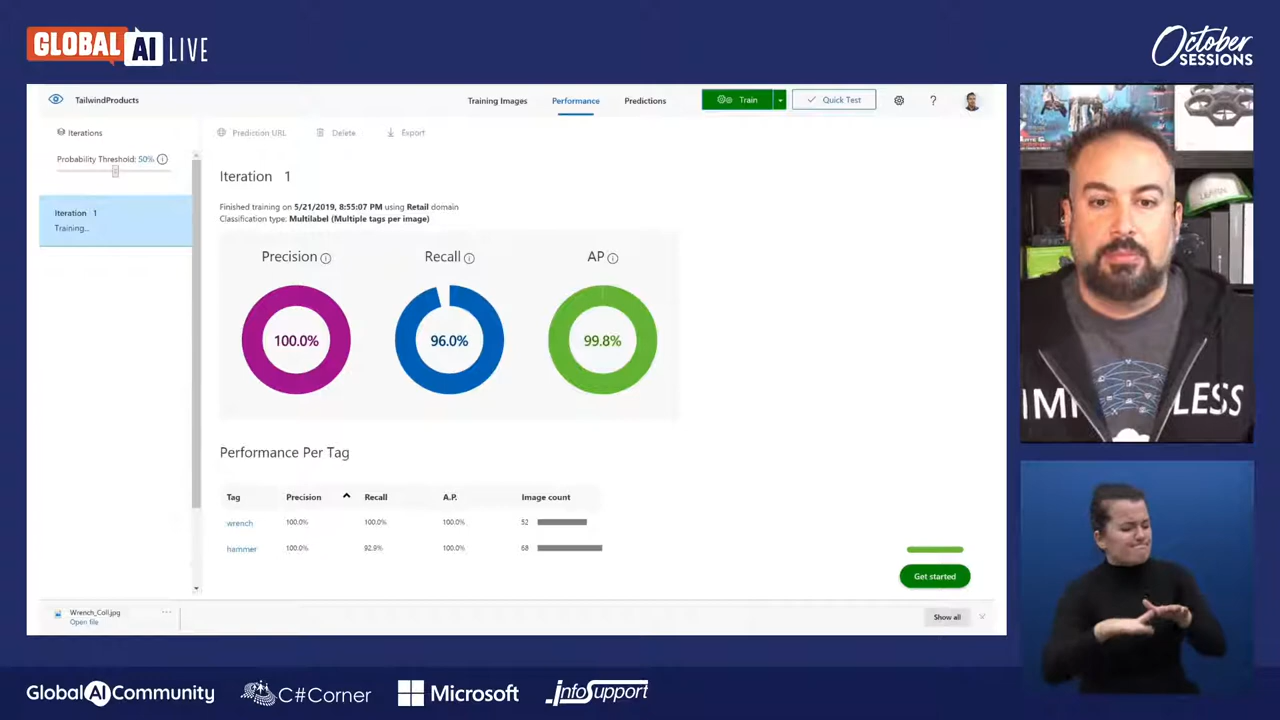 GLOBAL AI LIVE
October
SESSIONS
TailwindProducts
Training Images
Performance
Predictions
Train
Quick Test
?
Iterations
Prediction URL
Delete
Export
Probability Threshold: 50%
Iteration 1
Training...
Iteration 1
Finished training on 5/21/2019, 8:55:07 PM using Retail domain
Classification type: Multilabel (Multiple tags per image)
Precision
Recall
AP
100.0%
96.0%
99.8%
Performance Per Tag
Tag Precision Recall A.P. Image count
wrench 100.0% 100.0% 100.0% 52
hammer 100.0% 92.9% 100.0% 68
Get started
Wrench_Coll.jpg
Open file
Show all
LEARN
LESS
Global AI Community
C#Corner
Microsoft
infoSupport